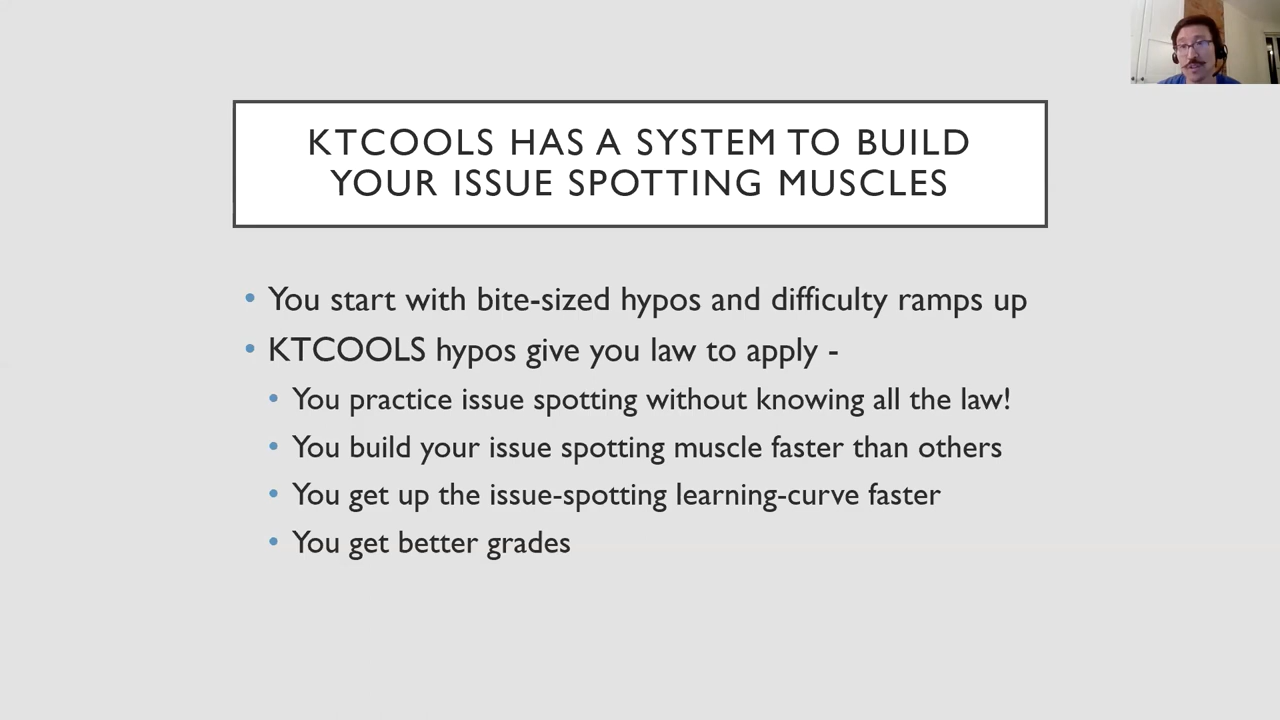 KTCOOLS HAS A SYSTEM TO BUILD
YOUR ISSUE SPOTTING MUSCLES
• You start with bite-sized hypos and difficulty ramps up
• KTCOOLS hypos give you law to apply -
• You practice issue spotting without knowing all the law!
• You build your issue spotting muscle faster than others
• You get up the issue-spotting learning-curve faster
• You get better grades